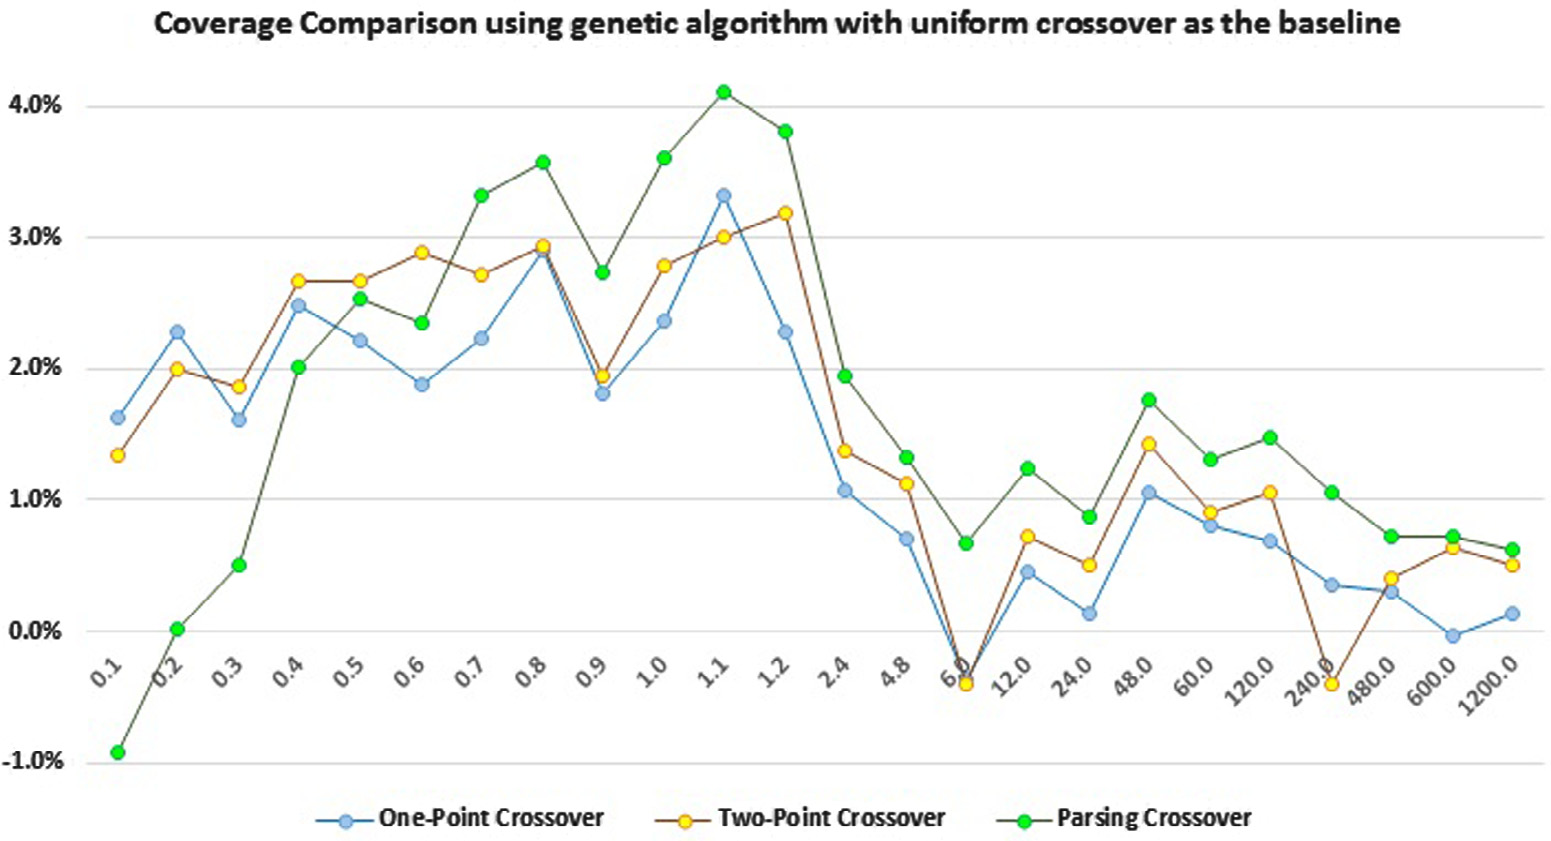 Coverage Comparison using genetic algorithm with uniform crossover as the baseline
4.0%
3.0%
2.0%
1.0%
0.0%
-1.0%
0.1 0.2 0.3 0.4 0.5 0.6 0.7 0.8 0.9 1.0 1.1 1.2 2.4 4.8 6.0 12.0 24.0 48.0 60.0 120.0 240.0 480.0 600.0 1200.0
One-Point Crossover Two-Point Crossover Parsing Crossover